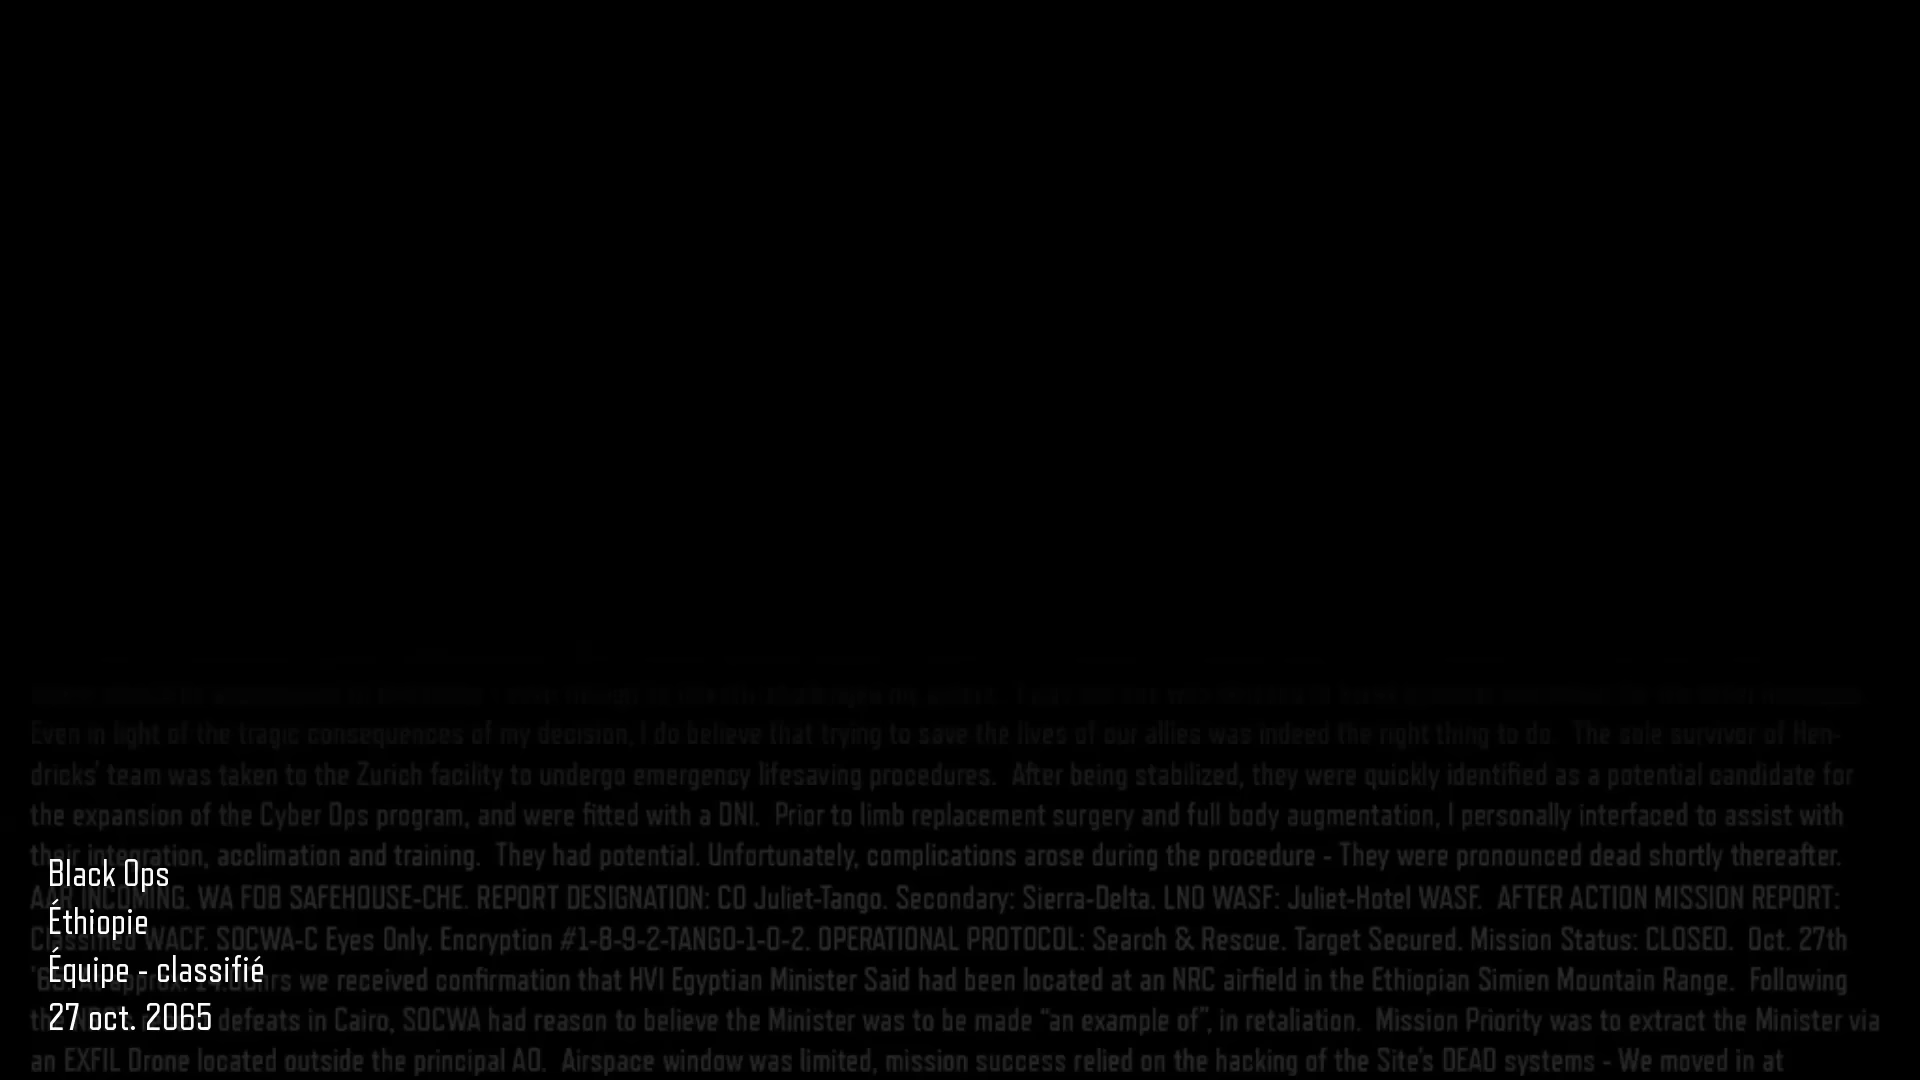 Even in light of the tragic consequences of my decision, I do believe that trying to save the lives of our allies was indeed the right thing to do. The sole survivor of Hen-
dricks' team was taken to the Zurich facility to undergo emergency lifesaving procedures. After being stabilized, they were quickly identified as a potential candidate for
the expansion of the Cyber Ops program, and were fitted with a DNI. Prior to limb replacement surgery and full body augmentation, I personally interfaced to assist with
their integration, acclimation and training. They had potential. Unfortunately, complications arose during the procedure - They were pronounced dead shortly thereafter.
Black Ops
INCOMING. WA FOB SAFEHOUSE-CHE. REPORT DESIGNATION: CO Juliet-Tango. Secondary: Sierra-Delta. LNO WASF: Juliet-Hotel WASF. AFTER ACTION MISSION REPORT:
Éthiopie
Classified WACF. SOCWA-C Eyes Only. Encryption #1-8-9-2-TANGO-1-0-2. OPERATIONAL PROTOCOL: Search & Rescue. Target Secured. Mission Status: CLOSED. Oct. 27th
Équipe - classifié
we received confirmation that HVI Egyptian Minister Said had been located at an NRC airfield in the Ethiopian Simien Mountain Range. Following
27 oct. 2065
defeats in Cairo, SOCWA had reason to believe the Minister was to be made “an example of”, in retaliation. Mission Priority was to extract the Minister via
an EXFIL Drone located outside the principal AO. Airspace window was limited, mission success relied on the hacking of the Site's DEAD systems - We moved in at